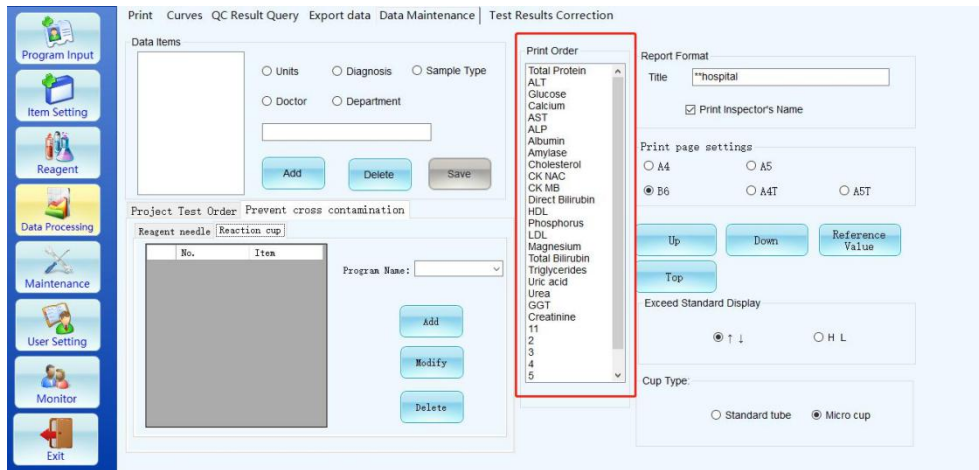 Print Curves QC Result Query Export data Data Maintenance Test Results Correction
Program Input
Item Setting
Reagent
Data Processing
Maintenance
User Setting
Monitor
Exit
Data Items
Units Diagnosis Sample Type
Doctor Department
Add Delete Save
Project Test Order Prevent cross contamination
Reagent needle Reaction cup
No. Item
Program Name:
Add
Modify
Delete
Print Order
Total Protein
ALT
Glucose
Calcium
AST
ALP
Albumin
Amylase
Cholesterol
CK NAC
CK MB
Direct Bilirubin
HDL
Phosphorus
LDL
Magnesium
Total Bilirubin
Triglycerides
Uric acid
Urea
GGT
Creatinine
11
2
3
4
5
Report Format
Title **hospital
Print Inspector's Name
Print page settings
A4 A5
B6 A4T A5T
Up Down Reference
Value
Top
Exceed Standard Display
↑ ↓ H L
Cup Type:
Standard tube Micro cup